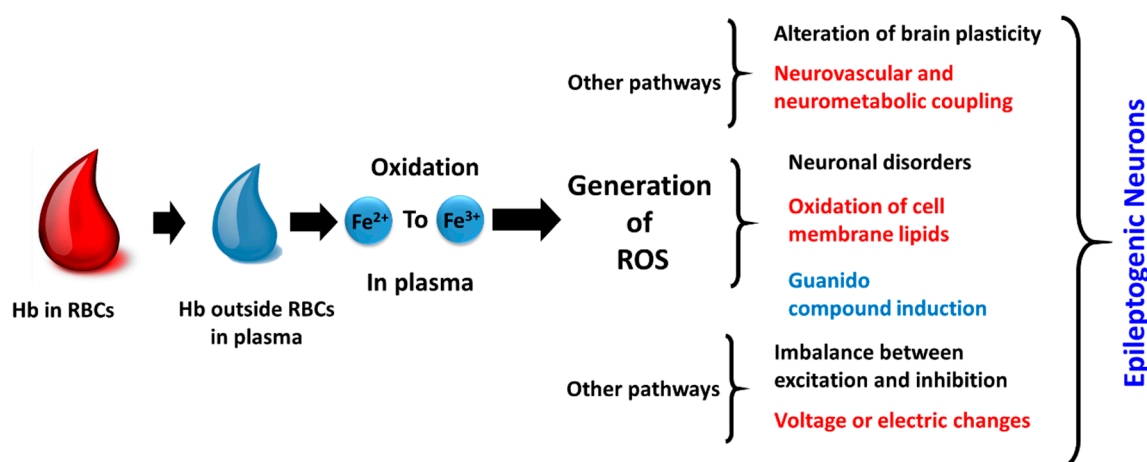 Hb in RBCs
Hb outside RBCs
in plasma
Oxidation
Fe²⁺ To Fe³⁺
In plasma
Generation
of
ROS
Other pathways
Alteration of brain plasticity
Neurovascular and
neurometabolic coupling
Neuronal disorders
Oxidation of cell
membrane lipids
Guanido
compound induction
Other pathways
Imbalance between
excitation and inhibition
Voltage or electric changes
Epileptogenic Neurons